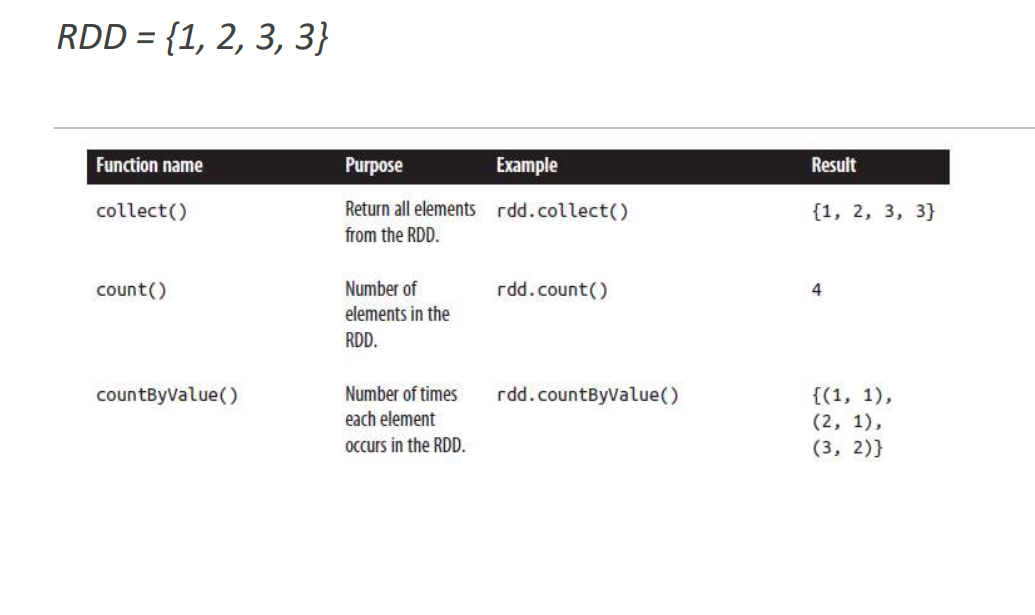 RDD = {1, 2, 3, 3}
Function name Purpose Example Result
collect() Return all elements rdd.collect() {1, 2, 3, 3}
from the RDD.
count() Number of rdd.count() 4
elements in the
RDD.
countByValue() Number of times rdd.countByValue() {(1, 1),
each element (2, 1),
occurs in the RDD. (3, 2)}